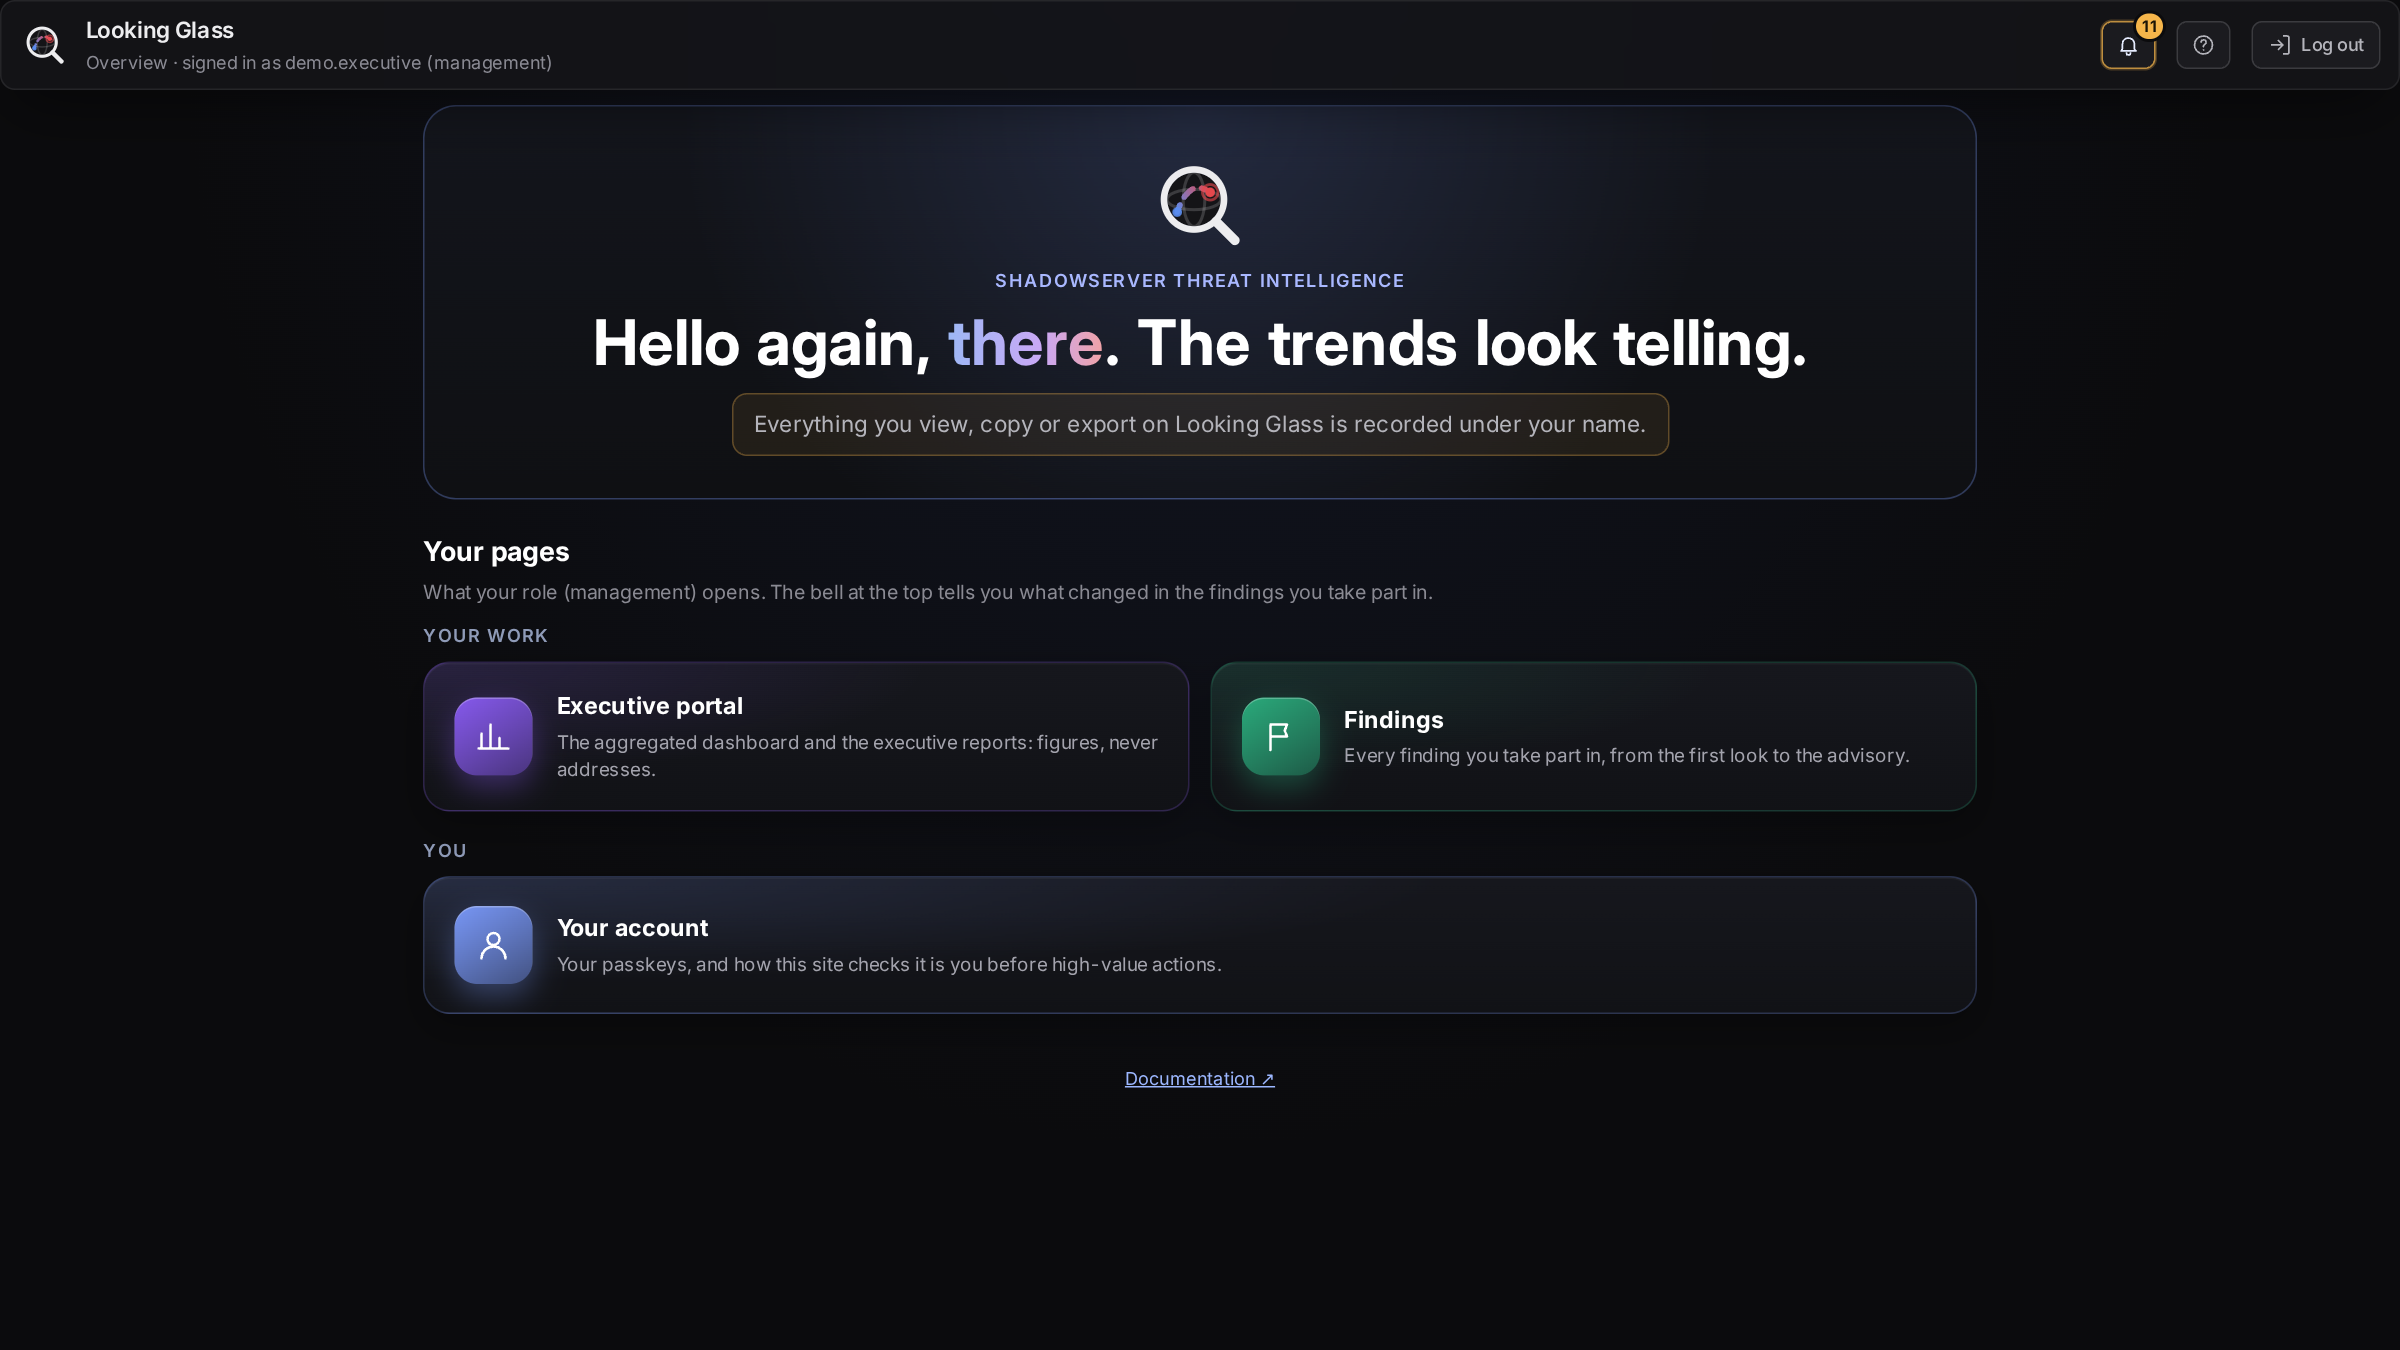 Looking Glass
Overview · signed in as demo.executive (management)
11
Log out
SHADOWSERVER THREAT INTELLIGENCE
Hello again, there. The trends look telling.
Everything you view, copy or export on Looking Glass is recorded under your name.
Your pages
What your role (management) opens. The bell at the top tells you what changed in the findings you take part in.
YOUR WORK
Executive portal
The aggregated dashboard and the executive reports: figures, never
addresses.
Findings
Every finding you take part in, from the first look to the advisory.
YOU
Your account
Your passkeys, and how this site checks it is you before high-value actions.
Documentation ↗